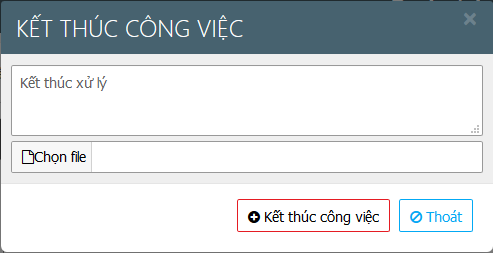 KẾT THÚC CÔNG VIỆC
Kết thúc xử lý
Chọn file
Kết thúc công việc
Thoát